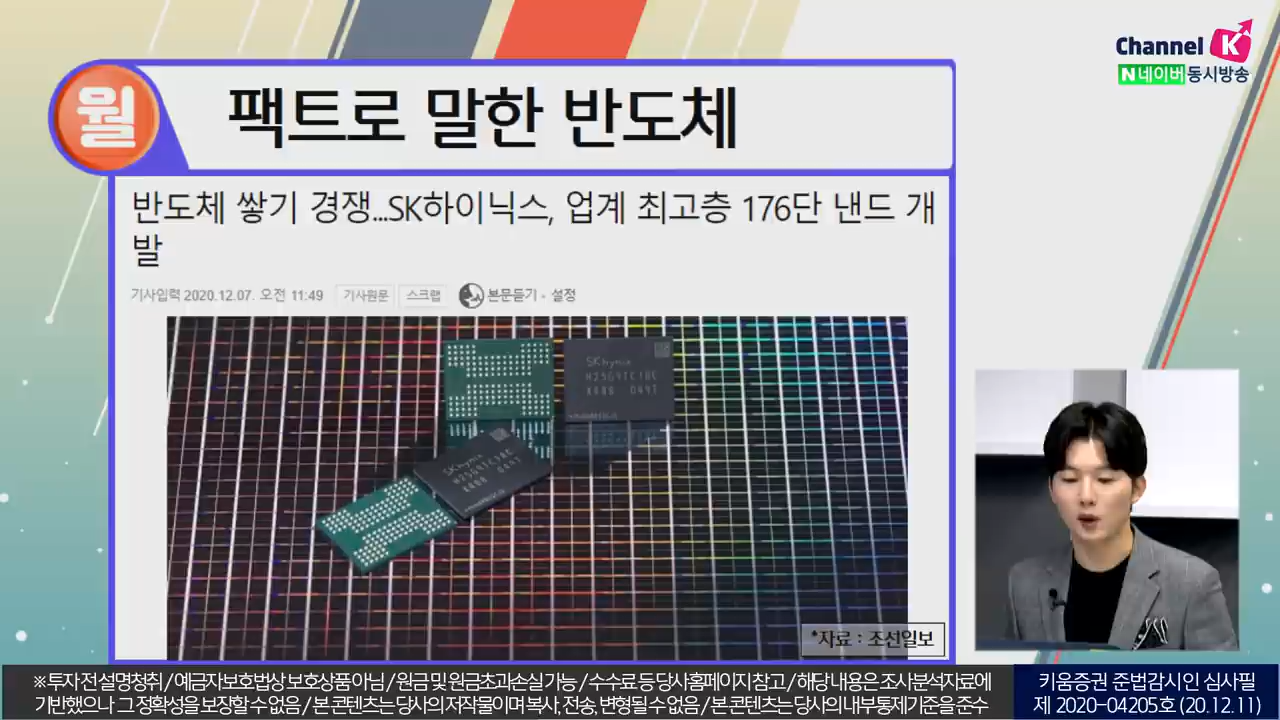 Channel K
N 네이버 동시방송
월
팩트로 말한 반도체
반도체 쌓기 경쟁...SK하이닉스, 업계 최고층 176단 낸드 개
발
기사입력 2020.12.07. 오전 11:49 기사원문 스크랩 본문듣기 · 설정
SK hynix
SK hynix
*자료 : 조선일보
※ 투자 전 설명청취 / 예금자보호법상 보호상품 아님 / 원금 및 원금초과손실 가능 / 수수료 등 당사홈페이지 참고 / 해당 내용은 조사분석자료에
기반했으나 그 정확성을 보장할 수 없음 / 본 콘텐츠는 당사의 저작물이며 복사, 전송, 변형될 수 없음 / 본 콘텐츠는 당사의 내부통제기준을 준수
키움증권 준법감시인 심사필
제 2020-04205호 (20.12.11)